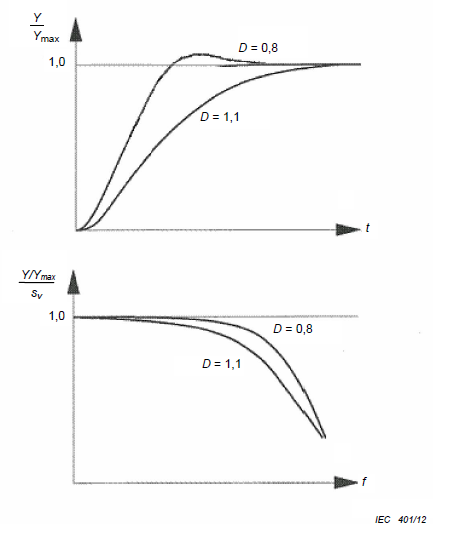 Y
Ymax
D = 0,8
1,0
D = 1,1
t
Y/Ymax
sv
1,0
D = 0,8
D = 1,1
f
IEC 401/12